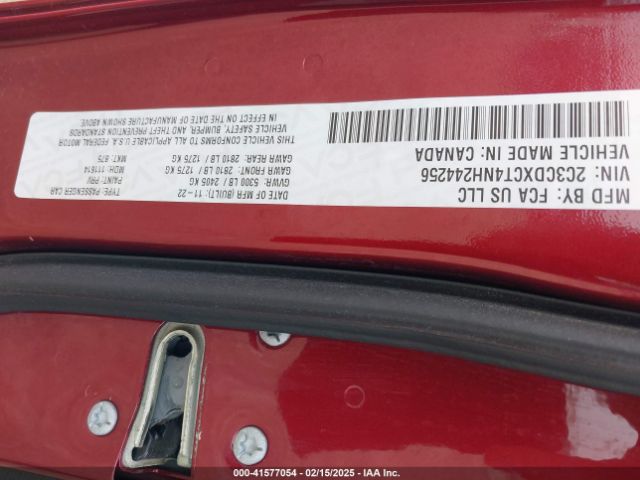 MFD BY: FCA US LLC
VIN: 2C3CDXCT4NH244256
VEHICLE MADE IN: CANADA
DATE OF MFR (BUILT): 11-22
GVWR: 5300 LB / 2405 KG
GAWR FRONT: 2810 LB / 1275 KG
GAWR REAR: 2810 LB / 1275 KG
THIS VEHICLE CONFORMS TO ALL APPLICABLE U.S.A. FEDERAL MOTOR
VEHICLE SAFETY, BUMPER, AND THEFT PREVENTION STANDARDS
IN EFFECT ON THE DATE OF MANUFACTURE SHOWN ABOVE.
TYPE: PASSENGER CAR
PAINT: PRV
MDH: 111614
MKT: 875
0-41577054 - 02/15/2025 - IAA Inc.